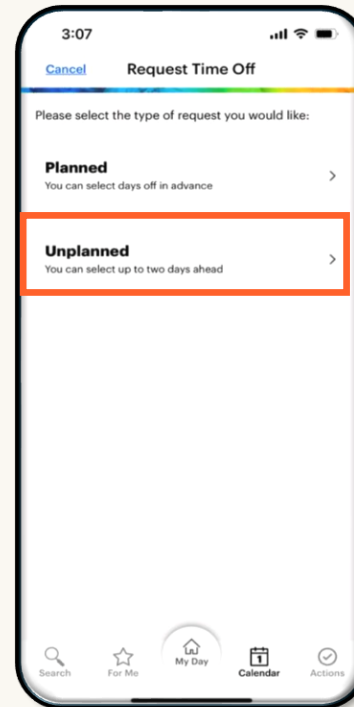 3:07
Cancel Request Time Off
Please select the type of request you would like:
Planned
You can select days off in advance
Unplanned
You can select up to two days ahead
1
Search For Me My Day Calendar Actions